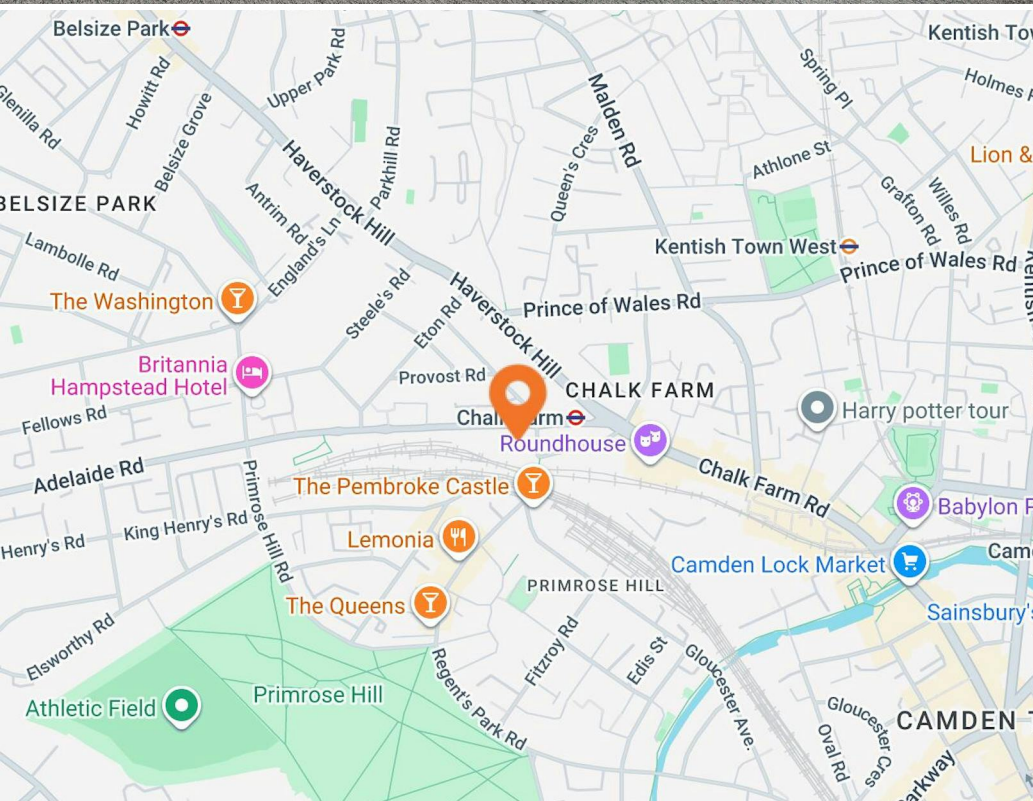 Belsize Park
Kentish Tow
Howitt Rd
Upper Park Rd
Spring Pl
Holmes
Glenilla Rd
Belsize Grove
Malden Rd
Haverstock Hill
Parkhill Rd
Queen's Cres
Athlone St
Lion &
BELSIZE PARK
Antrim Rd
England's Ln
Grafton Rd
Willes Rd
Lambolle Rd
Kentish Town West
Prince of Wales Rd
Kentish
The Washington
Steele's Rd
Eton Rd
Haverstock Hill
Prince of Wales Rd
Britannia
Hampstead Hotel
Provost Rd
CHALK FARM
Fellows Rd
Harry potter tour
Roundhouse
Adelaide Rd
The Pembroke Castle
Chalk Farm Rd
Primrose Hill Rd
Babylon P
Henry's Rd
King Henry's Rd
Lemonia
Camden Lock Market
Camd
The Queens
PRIMROSE HILL
Sainsbury's
Elsworthy Rd
Fitzroy Rd
Edis St
Gloucester Ave.
Regent's Park Rd
Primrose Hill
Athletic Field
Gloucester Cres
Oval Rd
CAMDEN T
arkway